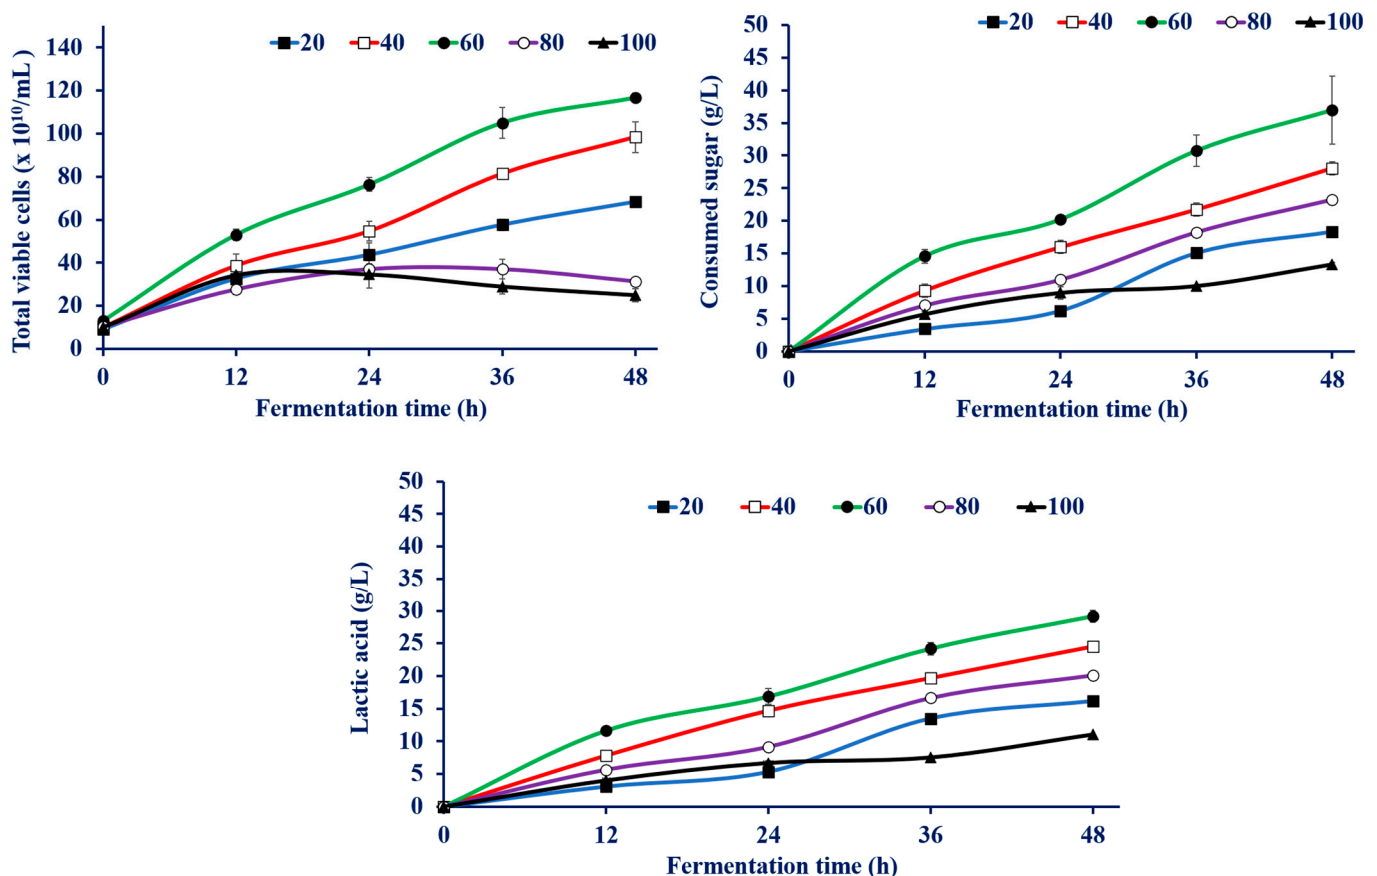 20 40 60 80 100
Total viable cells (x 10¹⁰/mL )
140
120
100
80
60
40
20
0
0 12 24 36 48
Fermentation time (h)
20 40 60 80 100
Consumed sugar (g/L)
50
45
40
35
30
25
20
15
10
5
0
0 12 24 36 48
Fermentation time (h)
20 40 60 80 100
Lactic acid (g/L)
50
45
40
35
30
25
20
15
10
5
0
0 12 24 36 48
Fermentation time (h)